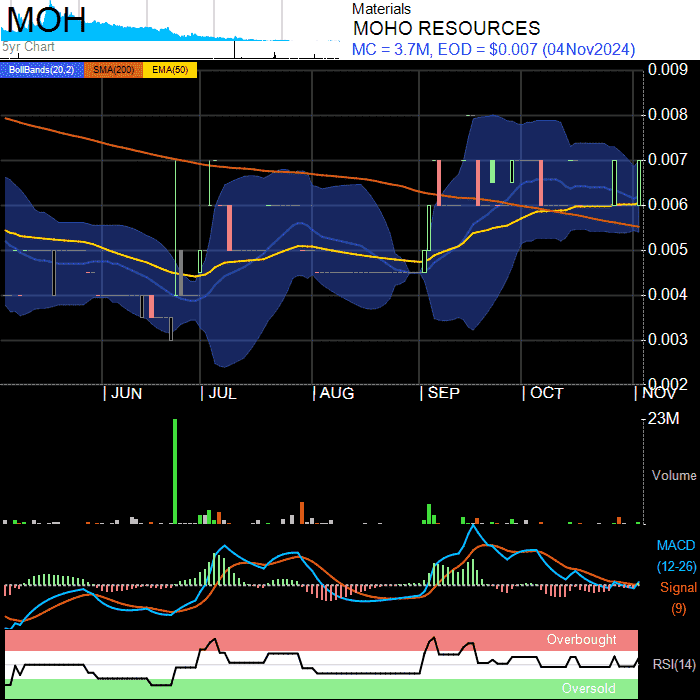 MOH
5yr Chart
Materials
MOHO RESOURCES
MC = 3.7M, EOD = $0.007 (04Nov2024)
BollBands(20,2) SMA(200) EMA(50)
0.009
0.008
0.007
0.006
0.005
0.004
0.003
0.002
JUN JUL AUG SEP OCT NOV
23M
Volume
MACD
(12-26)
Signal
(9)
Overbought
RSI(14)
Oversold